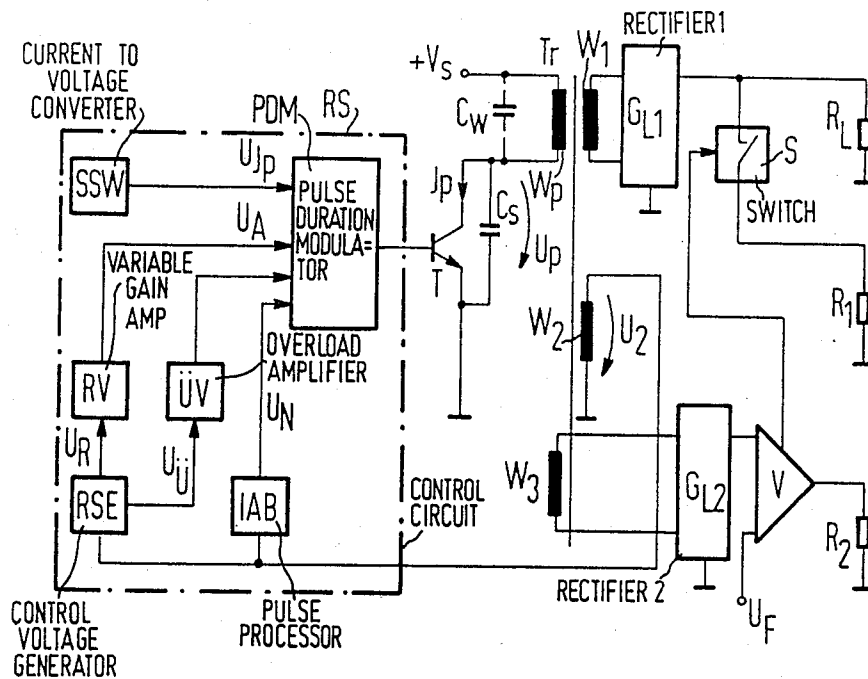 RECTIFIER 1
CURRENT TO
VOLTAGE
CONVERTER
PDM
RS
+VS
Tr
W1
CW
GL1
RL
S
SWITCH
SSW
UJp
PULSE
DURATION
MODULA=
TOR
Jp
WP
CS
Up
T
UA
VARIABLE
GAIN
AMP
R1
W2
U2
OVERLOAD
AMPLIFIER
RV
ÜV
UN
UR
UÜ
W3
GL2
V
RSE
IAB
CONTROL
CIRCUIT
R2
RECTIFIER 2
UF
CONTROL
VOLTAGE
GENERATOR
PULSE
PROCESSOR